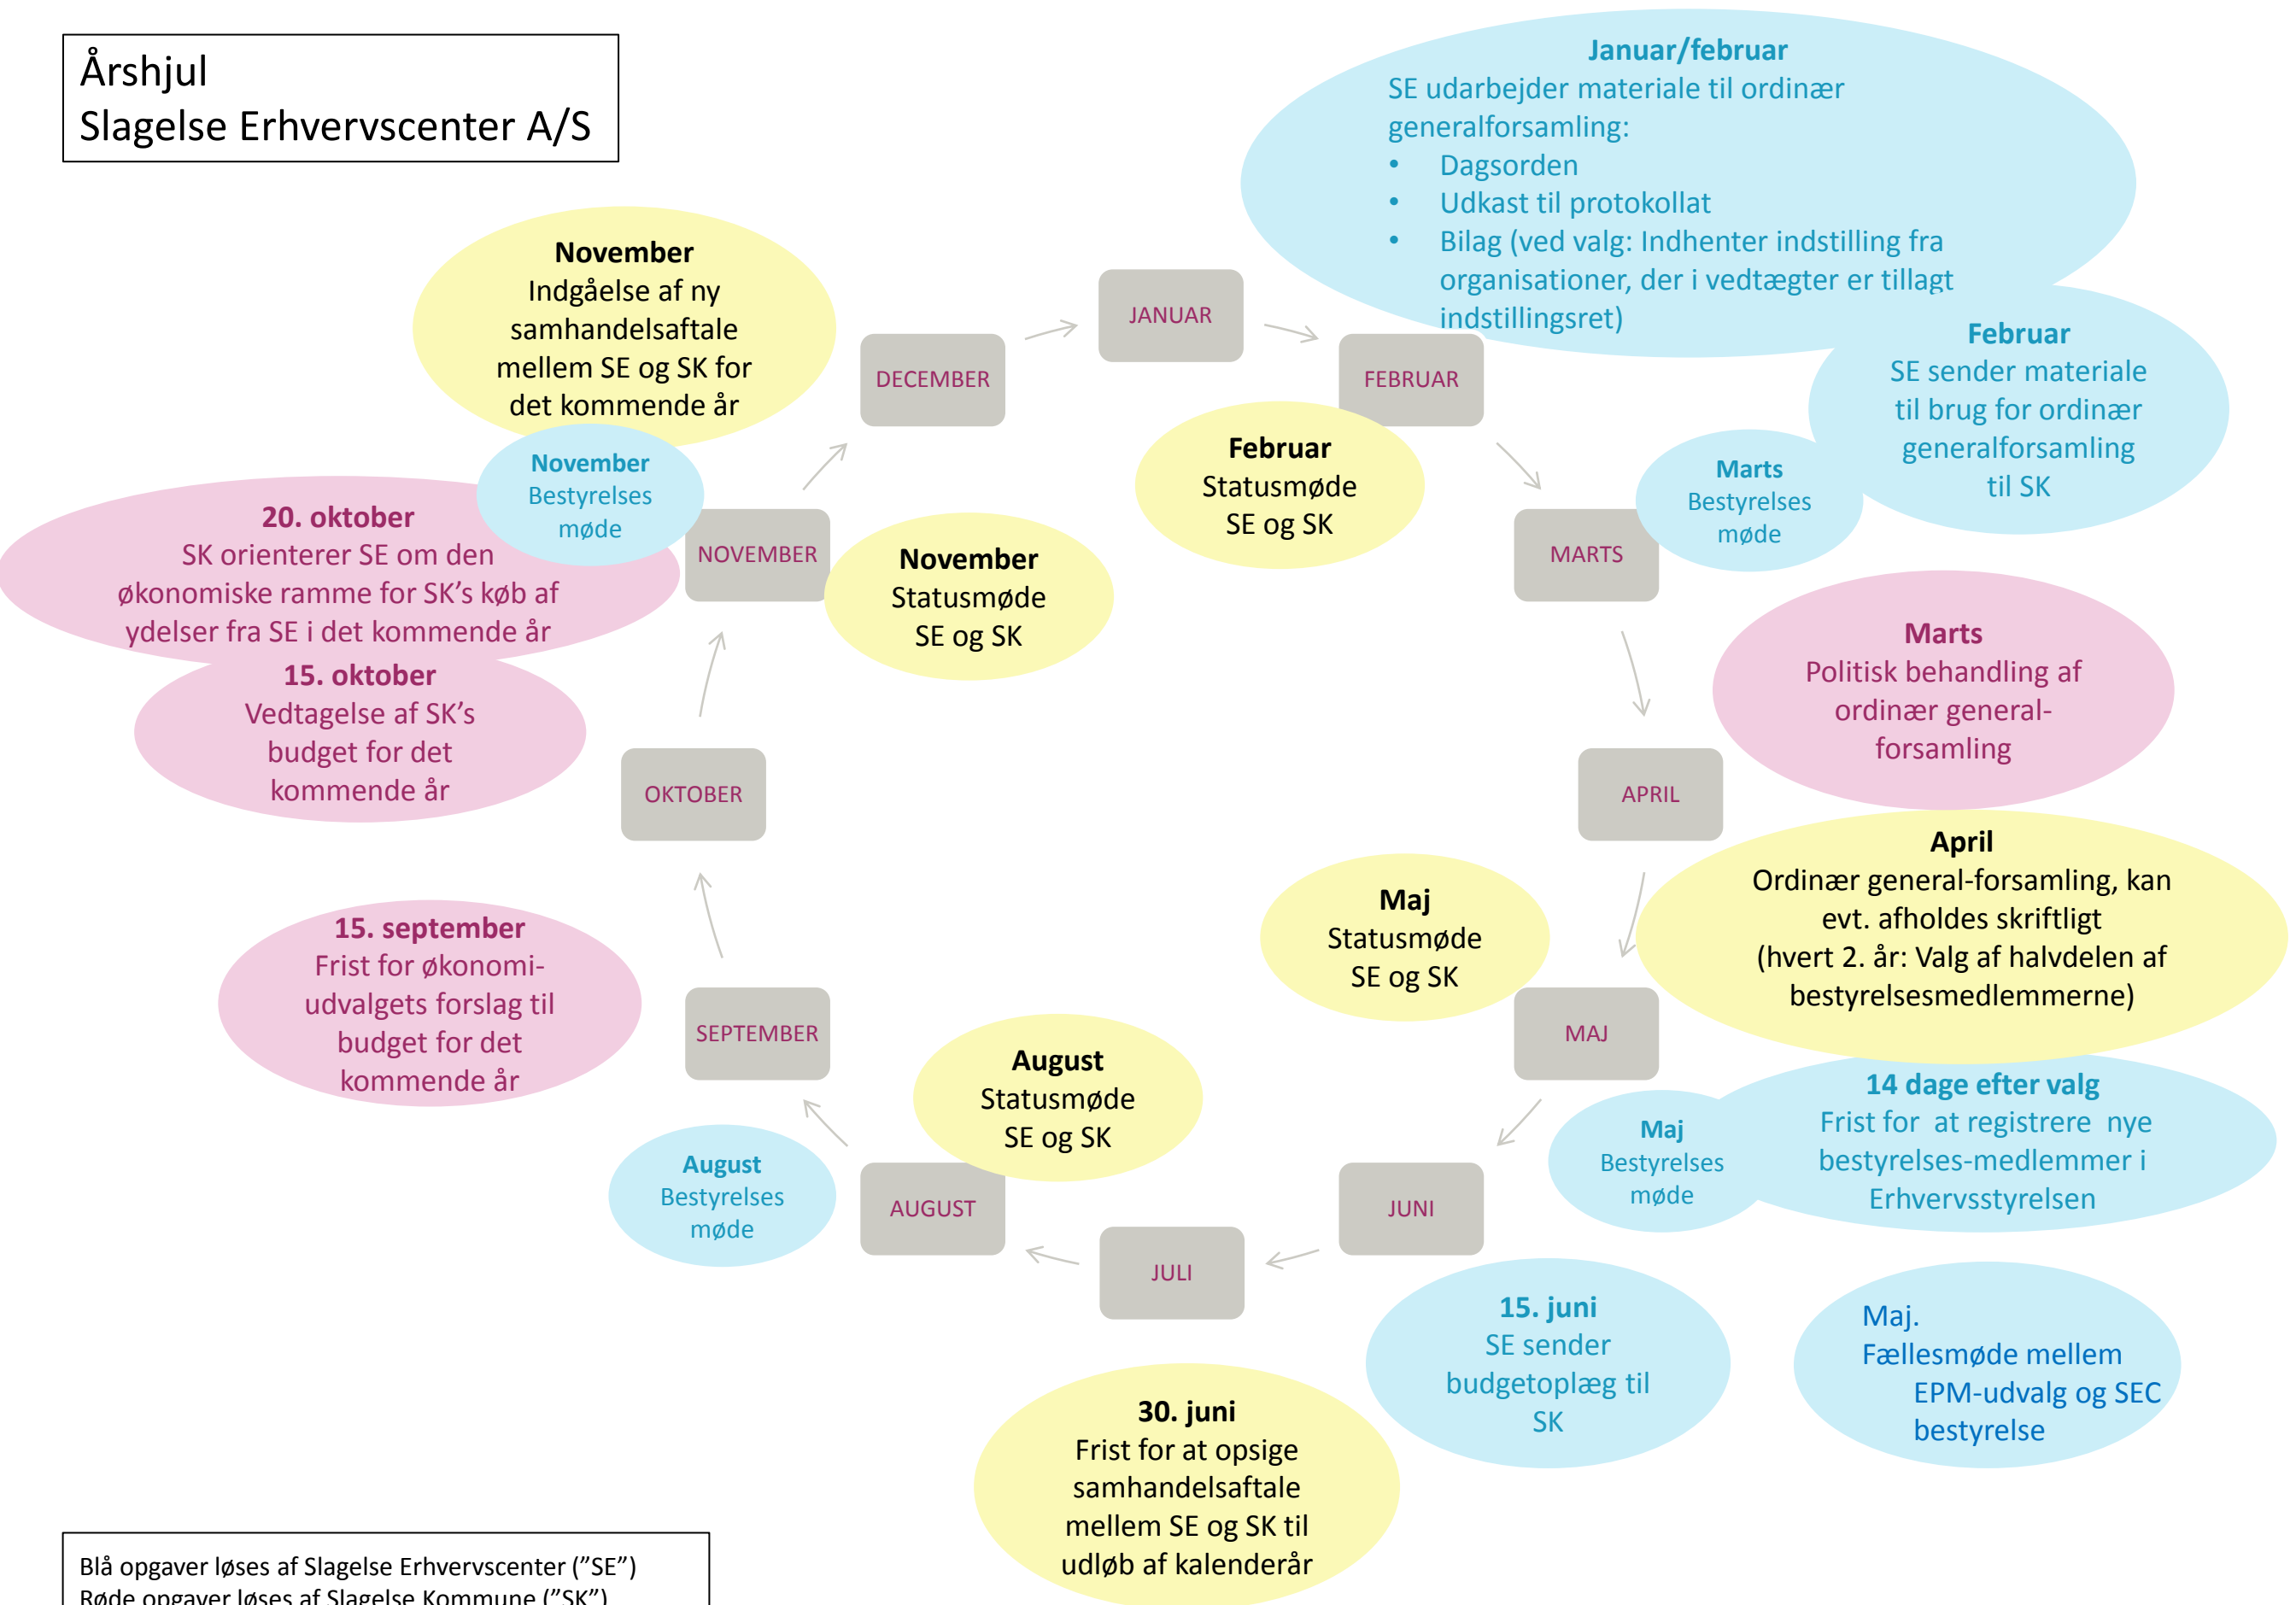 Årshjul
Slagelse Erhvervscenter A/S
Januar/februar
SE udarbejder materiale til ordinær
generalforsamling:
• Dagsorden
• Udkast til protokollat
• Bilag (ved valg: Indhenter indstilling fra
organisationer, der i vedtægter er tillagt
indstillingsret)
Februar
SE sender materiale
til brug for ordinær
generalforsamling
til SK
JANUAR
FEBRUAR
Februar
Statusmøde
SE og SK
Marts
Bestyrelses
møde
MARTS
Marts
Politisk behandling af
ordinær general-
forsamling
APRIL
April
Ordinær general-forsamling, kan
evt. afholdes skriftligt
(hvert 2. år: Valg af halvdelen af
bestyrelsesmedlemmerne)
Maj
Statusmøde
SE og SK
MAJ
14 dage efter valg
Frist for at registrere nye
bestyrelses-medlemmer i
Erhvervsstyrelsen
Maj
Bestyrelses
møde
Maj.
Fællesmøde mellem
EPM-udvalg og SEC
bestyrelse
JUNI
15. juni
SE sender
budgetoplæg til
SK
30. juni
Frist for at opsige
samhandelsaftale
mellem SE og SK til
udløb af kalenderår
JULI
AUGUST
August
Statusmøde
SE og SK
August
Bestyrelses
møde
SEPTEMBER
15. september
Frist for økonomi-
udvalgets forslag til
budget for det
kommende år
OKTOBER
15. oktober
Vedtagelse af SK’s
budget for det
kommende år
20. oktober
SK orienterer SE om den
økonomiske ramme for SK’s køb af
ydelser fra SE i det kommende år
NOVEMBER
November
Statusmøde
SE og SK
November
Bestyrelses
møde
November
Indgåelse af ny
samhandelsaftale
mellem SE og SK for
det kommende år
DECEMBER
Blå opgaver løses af Slagelse Erhvervscenter (”SE”)
Røde opgaver løses af Slagelse Kommune (”SK”)